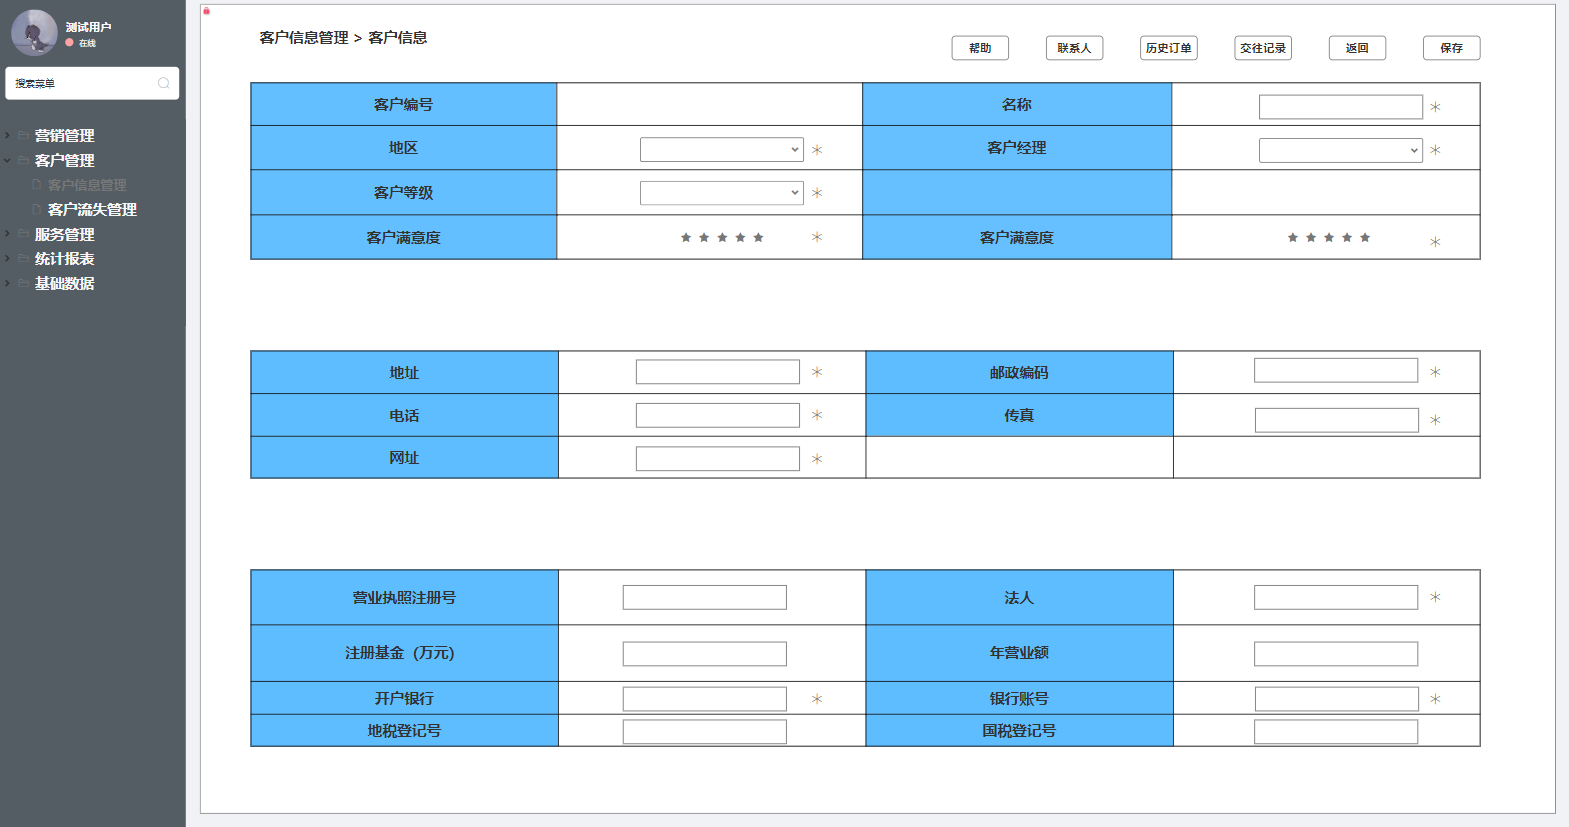 测试用户
在线
搜索菜单
营销管理
客户管理
客户信息管理
客户流失管理
服务管理
统计报表
基础数据
客户信息管理 > 客户信息
帮助 联系人 历史订单 交往记录 返回 保存
客户编号 名称
地区 客户经理
客户等级
客户满意度 客户满意度
地址 邮政编码
电话 传真
网址
营业执照注册号 法人
注册基金（万元） 年营业额
开户银行 银行账号
地税登记号 国税登记号